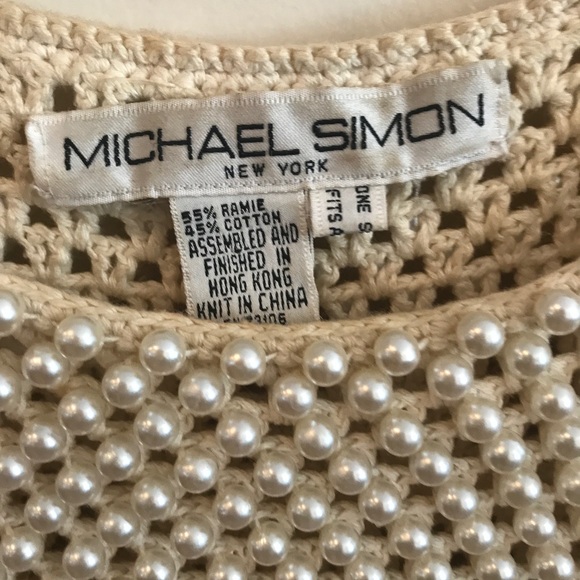 MICHAEL SIMON
NEW YORK
55% RAMIE
45% COTTON
ASSEMBLED AND
FINISHED IN
HONG KONG
KNIT IN CHINA
ONE S
FITS A